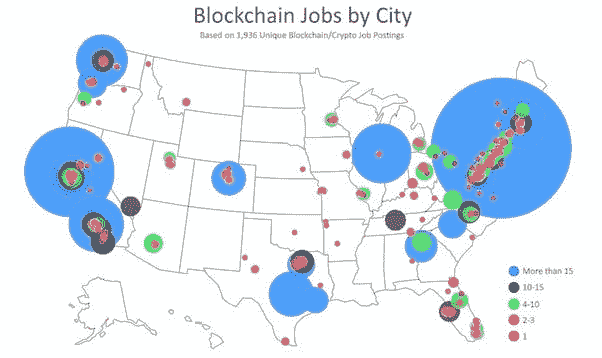 Blockchain Jobs by City
Based on 1,936 Unique Blockchain/Crypto Job Postings
More than 15
10-15
4-10
2-3
1